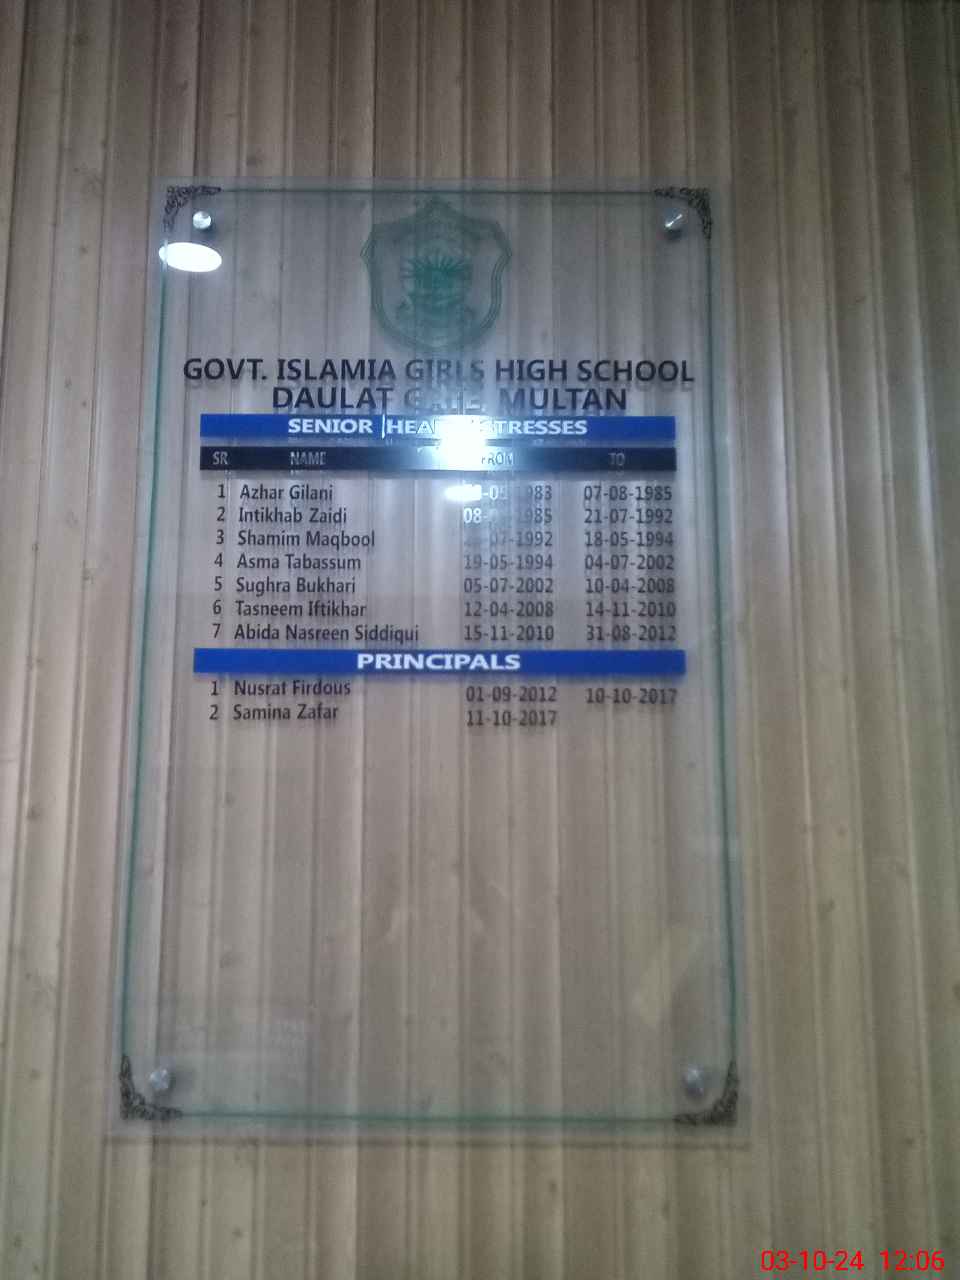 GOVT. ISLAMIA GIRLS HIGH SCHOOL
DAULAT GATE, MULTAN
SENIOR HEADMISTRESSES
SR NAME FROM TO
1 Azhar Gilani 07-08-1985
2 Intikhab Zaidi 21-07-1992
3 Shamim Maqbool 18-05-1994
4 Asma Tabassum 19-05-1994 04-07-2002
5 Sughra Bukhari 05-07-2002 10-04-2008
6 Tasneem Iftikhar 12-04-2008 14-11-2010
7 Abida Nasreen Siddiqui 15-11-2010 31-08-2012
PRINCIPALS
1 Nusrat Firdous 01-09-2012 10-10-2017
2 Samina Zafar 11-10-2017
03-10-24 12:06